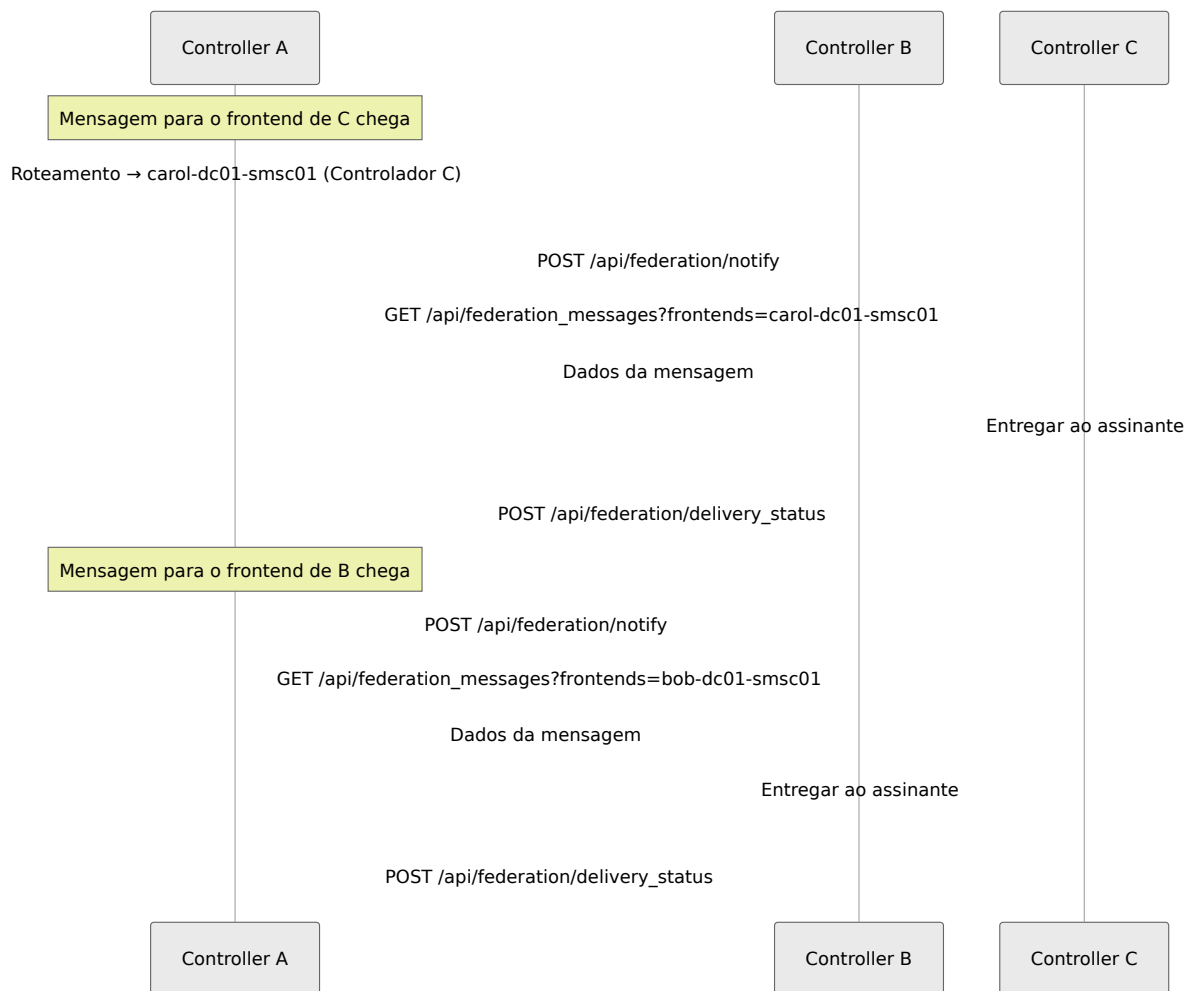 Controller A
Controller B
Controller C
Mensagem para o frontend de C chega
Roteamento → carol-dc01-smsc01 (Controlador C)
POST /api/federation/notify
GET /api/federation_messages?frontends=carol-dc01-smsc01
Dados da mensagem
Entregar ao assinante
POST /api/federation/delivery_status
Mensagem para o frontend de B chega
POST /api/federation/notify
GET /api/federation_messages?frontends=bob-dc01-smsc01
Dados da mensagem
Entregar ao assinante
POST /api/federation/delivery_status
Controller A
Controller B
Controller C